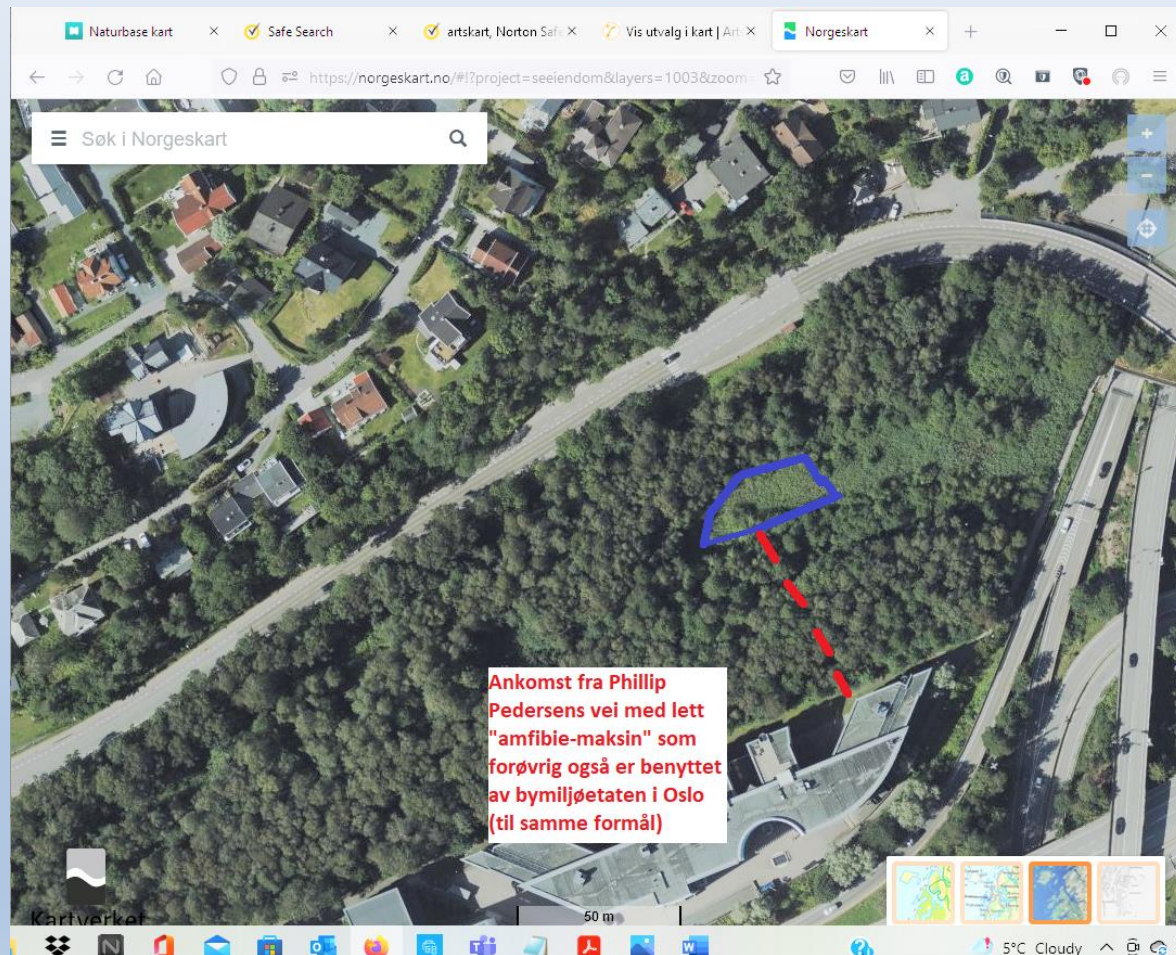 Naturbase kart
Safe Search
artskart, Norton Safe
Vis utvalg i kart | Art
Norgeskart
https://norgeskart.no/#!?project=seeiendom&layers=1003&zoom
Søk i Norgeskart
Ankomst fra Phillip
Pedersens vei med lett
"amfibie-maksin" som
forøvrig også er benyttet
av bymiljøetaten i Oslo
(til samme formål)
Kartverket
50 m
5°C Cloudy